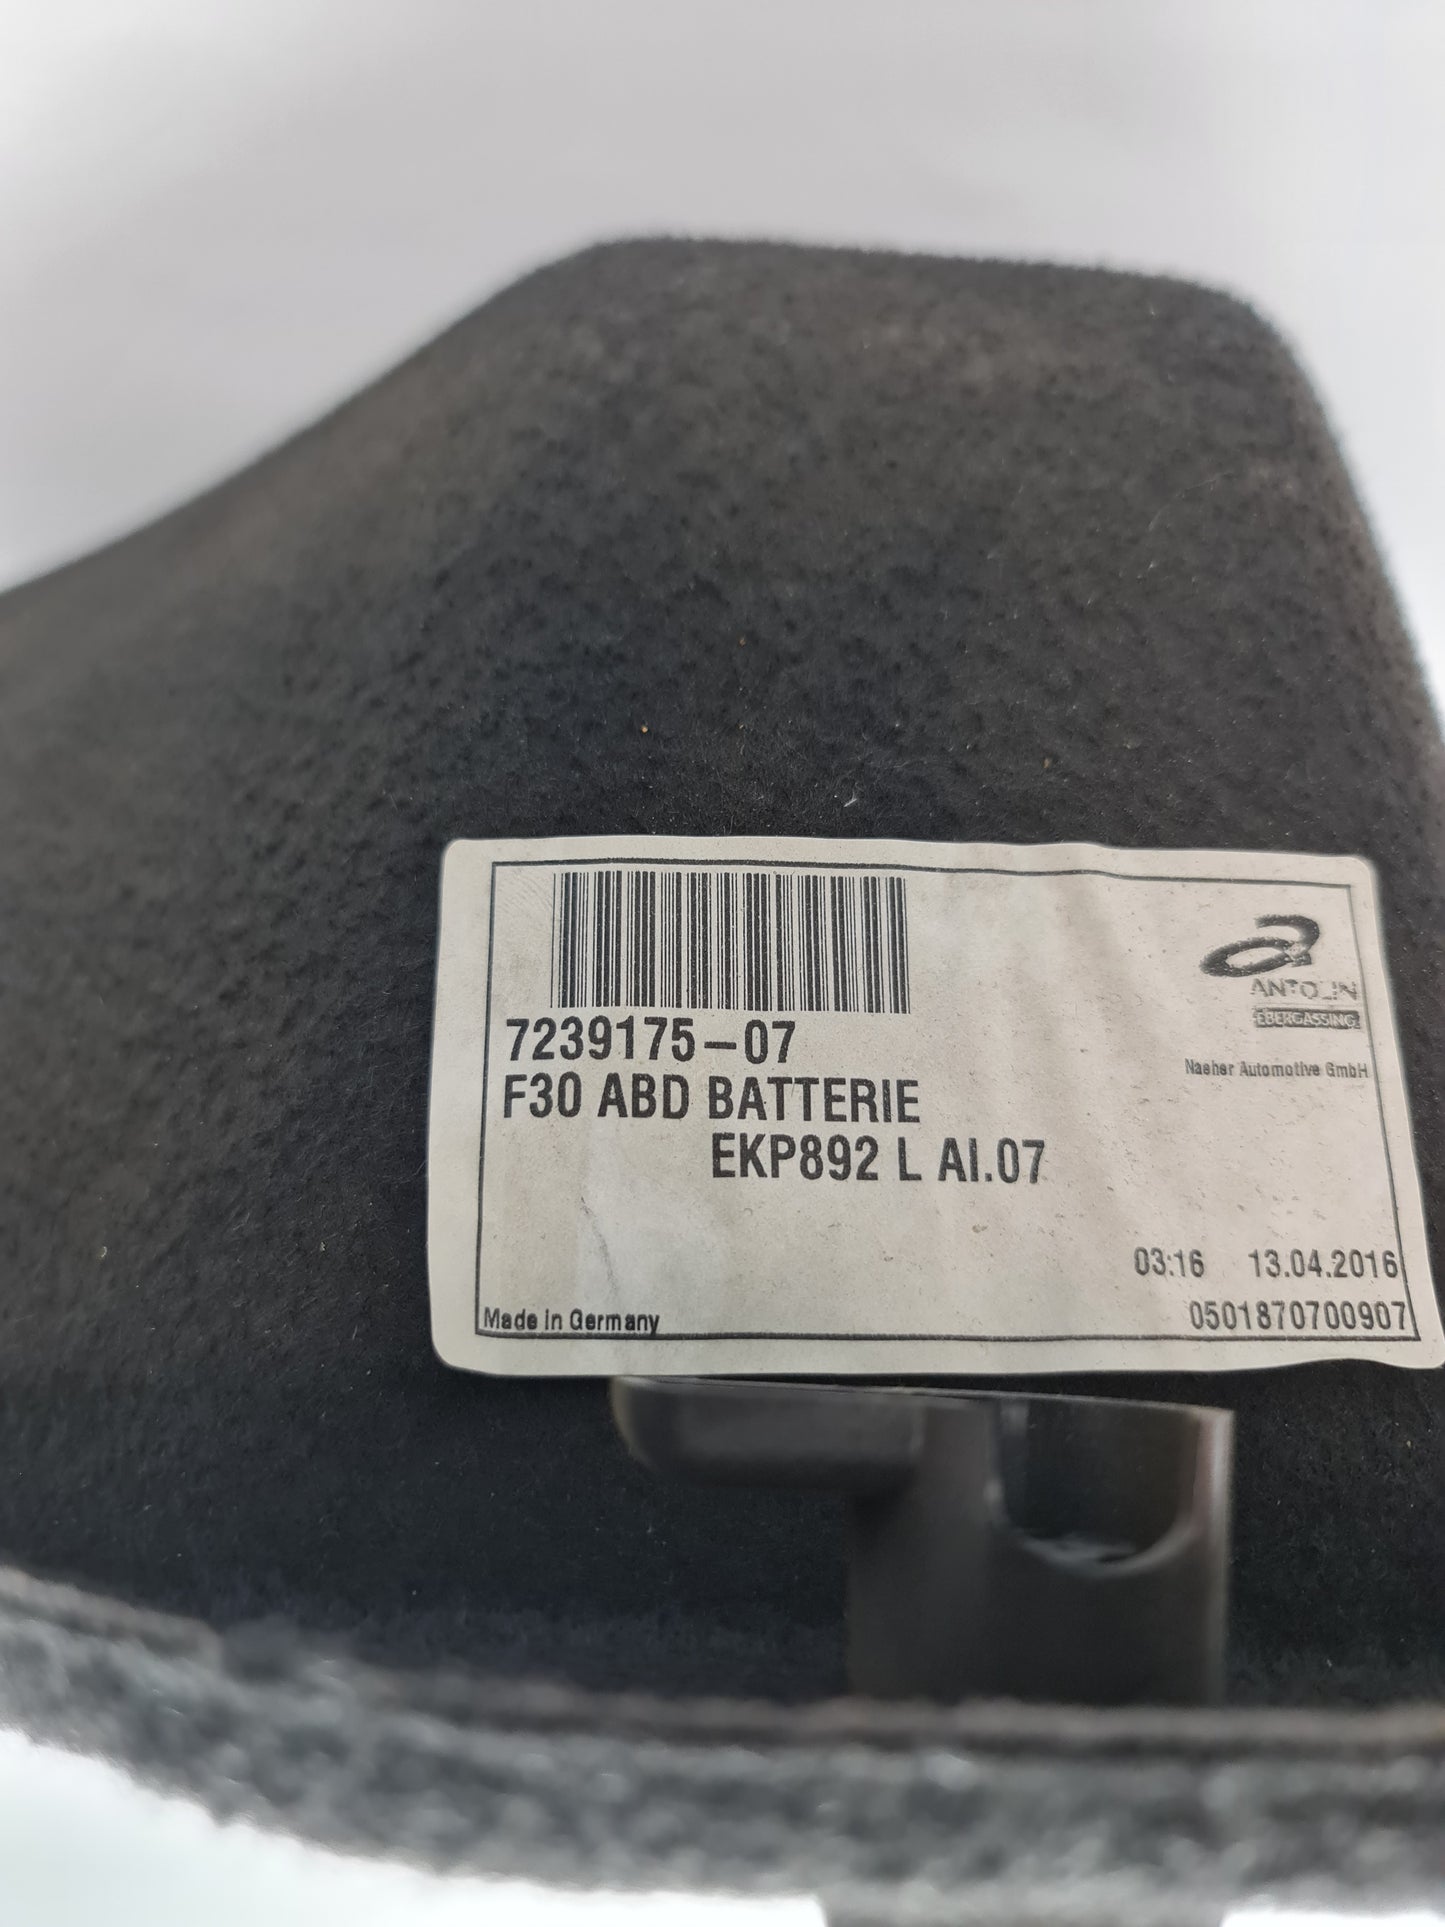 7239175-07
F30 ABD BATTERIE
EKP892 L AI.07
ANTOLIN
EBERGASSING
Naeher Automotive GmbH
03:16 13.04.2016
Made in Germany
0501870700907